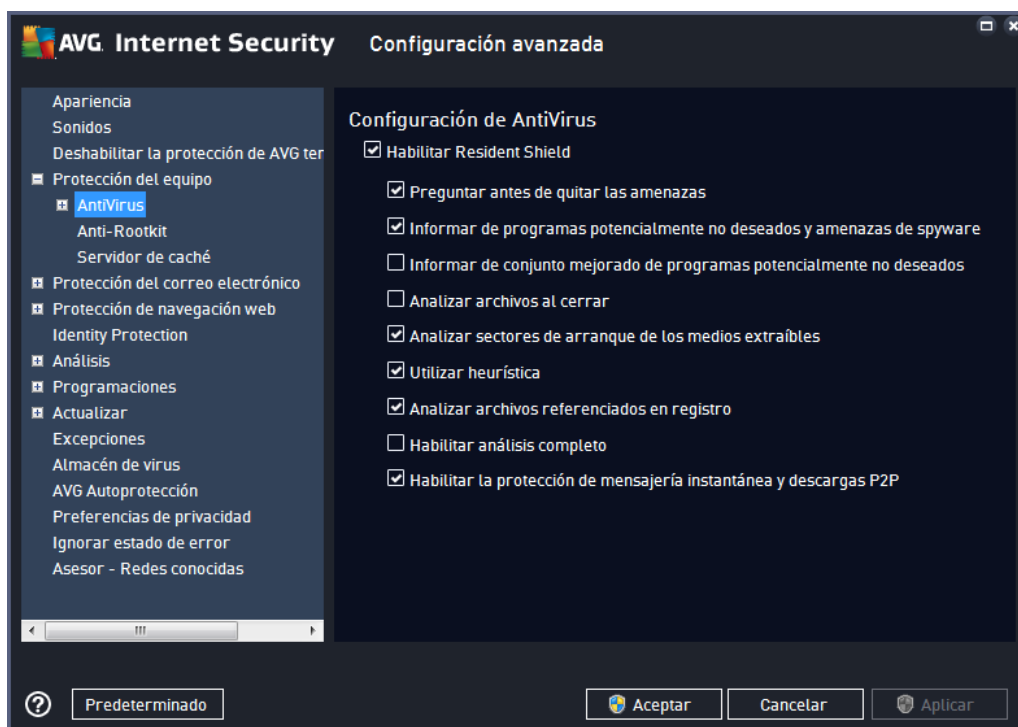 AVG. Internet Security
Configuración avanzada
Apariencia
Sonidos
Deshabilitar la protección de AVG ter
Protección del equipo
AntiVirus
Anti-Rootkit
Servidor de caché
Protección del correo electrónico
Protección de navegación web
Identity Protection
Análisis
Programaciones
Actualizar
Excepciones
Almacén de virus
AVG Autoprotección
Preferencias de privacidad
Ignorar estado de error
Asesor - Redes conocidas
Configuración de AntiVirus
Habilitar Resident Shield
Preguntar antes de quitar las amenazas
Informar de programas potencialmente no deseados y amenazas de spyware
Informar de conjunto mejorado de programas potencialmente no deseados
Analizar archivos al cerrar
Analizar sectores de arranque de los medios extraíbles
Utilizar heurística
Analizar archivos referenciados en registro
Habilitar análisis completo
Habilitar la protección de mensajería instantánea y descargas P2P
Predeterminado
Aceptar
Cancelar
Aplicar